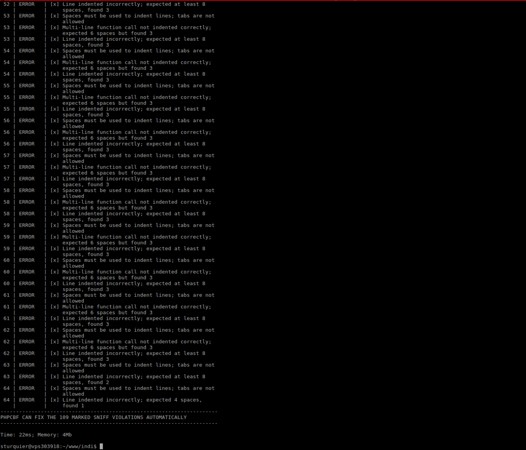 52 | ERROR | [x] Line indented incorrectly; expected at least 8
   |       |     spaces, found 3
53 | ERROR | [x] Spaces must be used to indent lines; tabs are not
   |       |     allowed
53 | ERROR | [x] Multi-line function call not indented correctly;
   |       |     expected 6 spaces but found 3
53 | ERROR | [x] Line indented incorrectly; expected at least 8
   |       |     spaces, found 3
54 | ERROR | [x] Spaces must be used to indent lines; tabs are not
   |       |     allowed
54 | ERROR | [x] Multi-line function call not indented correctly;
   |       |     expected 6 spaces but found 3
54 | ERROR | [x] Line indented incorrectly; expected at least 8
   |       |     spaces, found 3
55 | ERROR | [x] Spaces must be used to indent lines; tabs are not
   |       |     allowed
55 | ERROR | [x] Multi-line function call not indented correctly;
   |       |     expected 6 spaces but found 3
55 | ERROR | [x] Line indented incorrectly; expected at least 8
   |       |     spaces, found 3
56 | ERROR | [x] Spaces must be used to indent lines; tabs are not
   |       |     allowed
56 | ERROR | [x] Multi-line function call not indented correctly;
   |       |     expected 6 spaces but found 3
56 | ERROR | [x] Line indented incorrectly; expected at least 8
   |       |     spaces, found 3
57 | ERROR | [x] Spaces must be used to indent lines; tabs are not
   |       |     allowed
57 | ERROR | [x] Multi-line function call not indented correctly;
   |       |     expected 6 spaces but found 3
57 | ERROR | [x] Line indented incorrectly; expected at least 8
   |       |     spaces, found 3
58 | ERROR | [x] Spaces must be used to indent lines; tabs are not
   |       |     allowed
58 | ERROR | [x] Multi-line function call not indented correctly;
   |       |     expected 6 spaces but found 3
58 | ERROR | [x] Line indented incorrectly; expected at least 8
   |       |     spaces, found 3
59 | ERROR | [x] Spaces must be used to indent lines; tabs are not
   |       |     allowed
59 | ERROR | [x] Multi-line function call not indented correctly;
   |       |     expected 6 spaces but found 3
59 | ERROR | [x] Line indented incorrectly; expected at least 8
   |       |     spaces, found 3
60 | ERROR | [x] Spaces must be used to indent lines; tabs are not
   |       |     allowed
60 | ERROR | [x] Multi-line function call not indented correctly;
   |       |     expected 6 spaces but found 3
60 | ERROR | [x] Line indented incorrectly; expected at least 8
   |       |     spaces, found 3
61 | ERROR | [x] Spaces must be used to indent lines; tabs are not
   |       |     allowed
61 | ERROR | [x] Multi-line function call not indented correctly;
   |       |     expected 6 spaces but found 3
61 | ERROR | [x] Line indented incorrectly; expected at least 8
   |       |     spaces, found 3
62 | ERROR | [x] Spaces must be used to indent lines; tabs are not
   |       |     allowed
62 | ERROR | [x] Multi-line function call not indented correctly;
   |       |     expected 6 spaces but found 3
62 | ERROR | [x] Line indented incorrectly; expected at least 8
   |       |     spaces, found 3
63 | ERROR | [x] Spaces must be used to indent lines; tabs are not
   |       |     allowed
63 | ERROR | [x] Line indented incorrectly; expected at least 8
   |       |     spaces, found 2
64 | ERROR | [x] Spaces must be used to indent lines; tabs are not
   |       |     allowed
64 | ERROR | [x] Line indented incorrectly; expected 4 spaces,
   |       |     found 1
----------------------------------------------------------------------
PHPCBF CAN FIX THE 109 MARKED SNIFF VIOLATIONS AUTOMATICALLY
----------------------------------------------------------------------
Time: 22ms; Memory: 4Mb
sturquier@vps303910:~/www/indi$